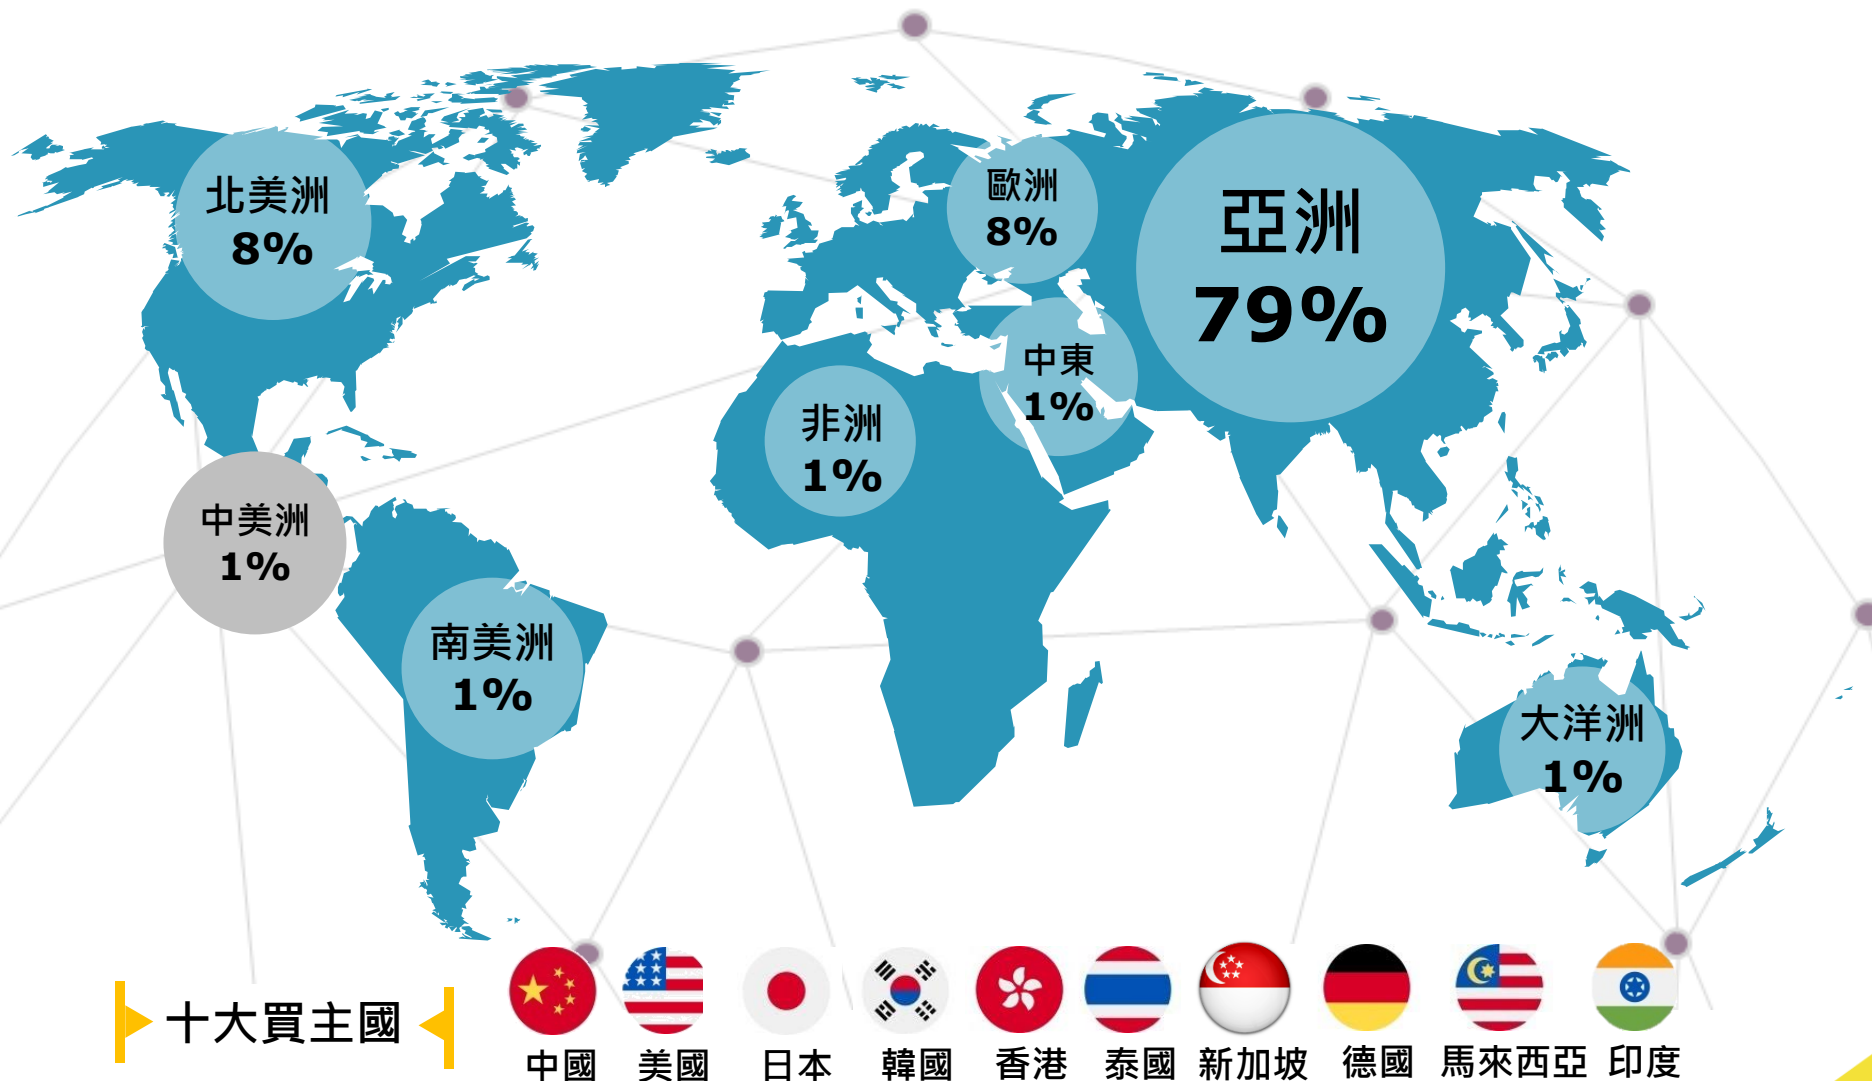 北美洲
8%
歐洲
8%
亞洲
79%
中東
1%
非洲
1%
中美洲
1%
南美洲
1%
大洋洲
1%
十大買主國
中國 美國 日本 韓國 香港 泰國 新加坡 德國 馬來西亞 印度